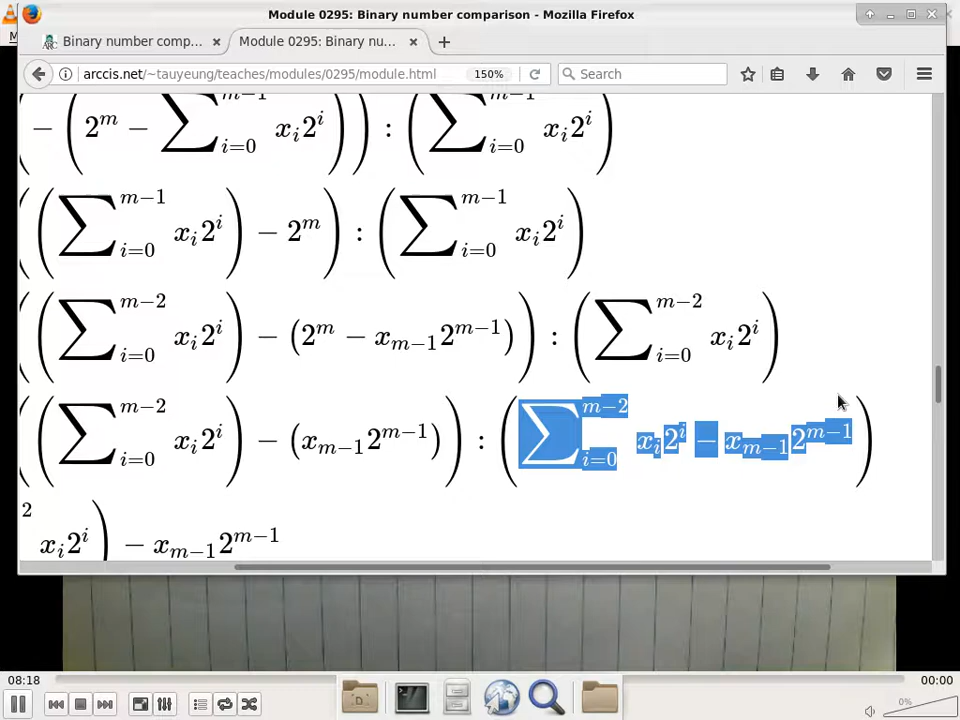 Module 0295: Binary number comparison - Mozilla Firefox
Binary number comp... × Module 0295: Binary nu... × +
arccis.net/~tauyeung/teaches/modules/0295/module.html 150% Search
− (2^m − ∑_{i=0}^{m−1} x_i 2^i)) : (∑_{i=0}^{m−1} x_i 2^i)
((∑_{i=0}^{m−1} x_i 2^i) − 2^m) : (∑_{i=0}^{m−1} x_i 2^i)
((∑_{i=0}^{m−2} x_i 2^i) − (2^m − x_{m−1} 2^{m−1})) : (∑_{i=0}^{m−2} x_i 2^i)
((∑_{i=0}^{m−2} x_i 2^i) − (x_{m−1} 2^{m−1})) : (∑_{i=0}^{m−2} x_i 2^i − x_{m−1} 2^{m−1})
2 x_i 2^i) − x_{m−1} 2^{m−1}
08:18 00:00
0%